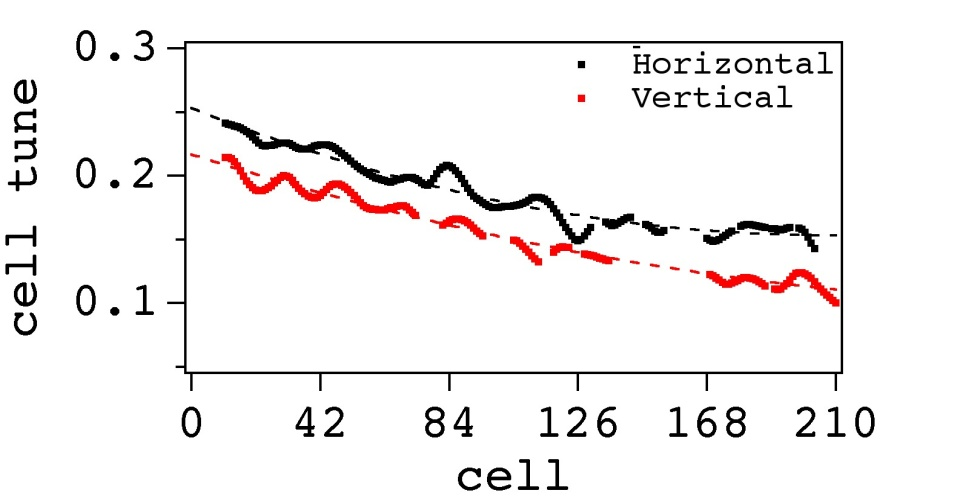 0.3
0.2
0.1
cell tune
Horizontal
Vertical
0 42 84 126 168 210
cell